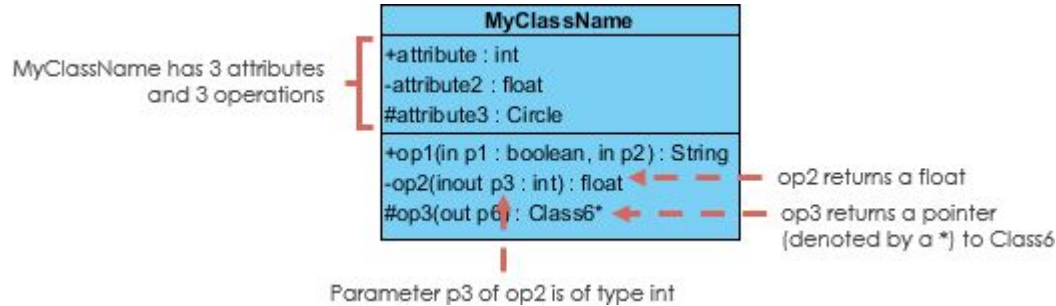 MyClassName
+attribute : int
-attribute2 : float
#attribute3 : Circle
+op1(in p1 : boolean, in p2) : String
-op2(inout p3 : int) : float
#op3(out p6) : Class6*
MyClassName has 3 attributes
and 3 operations
op2 returns a float
op3 returns a pointer
(denoted by a *) to Class6
Parameter p3 of op2 is of type int